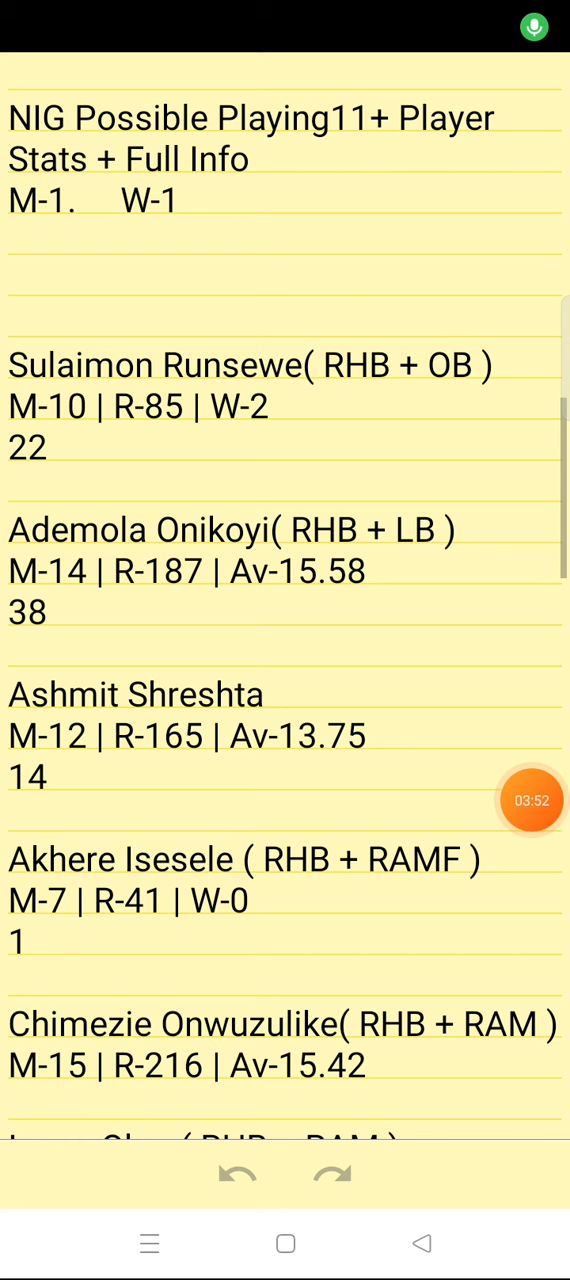 NIG Possible Playing11+ Player
Stats + Full Info
M-1. W-1
Sulaimon Runsewe( RHB + OB )
M-10 | R-85 | W-2
22
Ademola Onikoyi( RHB + LB )
M-14 | R-187 | Av-15.58
38
Ashmit Shreshta
M-12 | R-165 | Av-13.75
14
03:52
Akhere Isesele ( RHB + RAMF )
M-7 | R-41 | W-0
1
Chimezie Onwuzulike( RHB + RAM )
M-15 | R-216 | Av-15.42